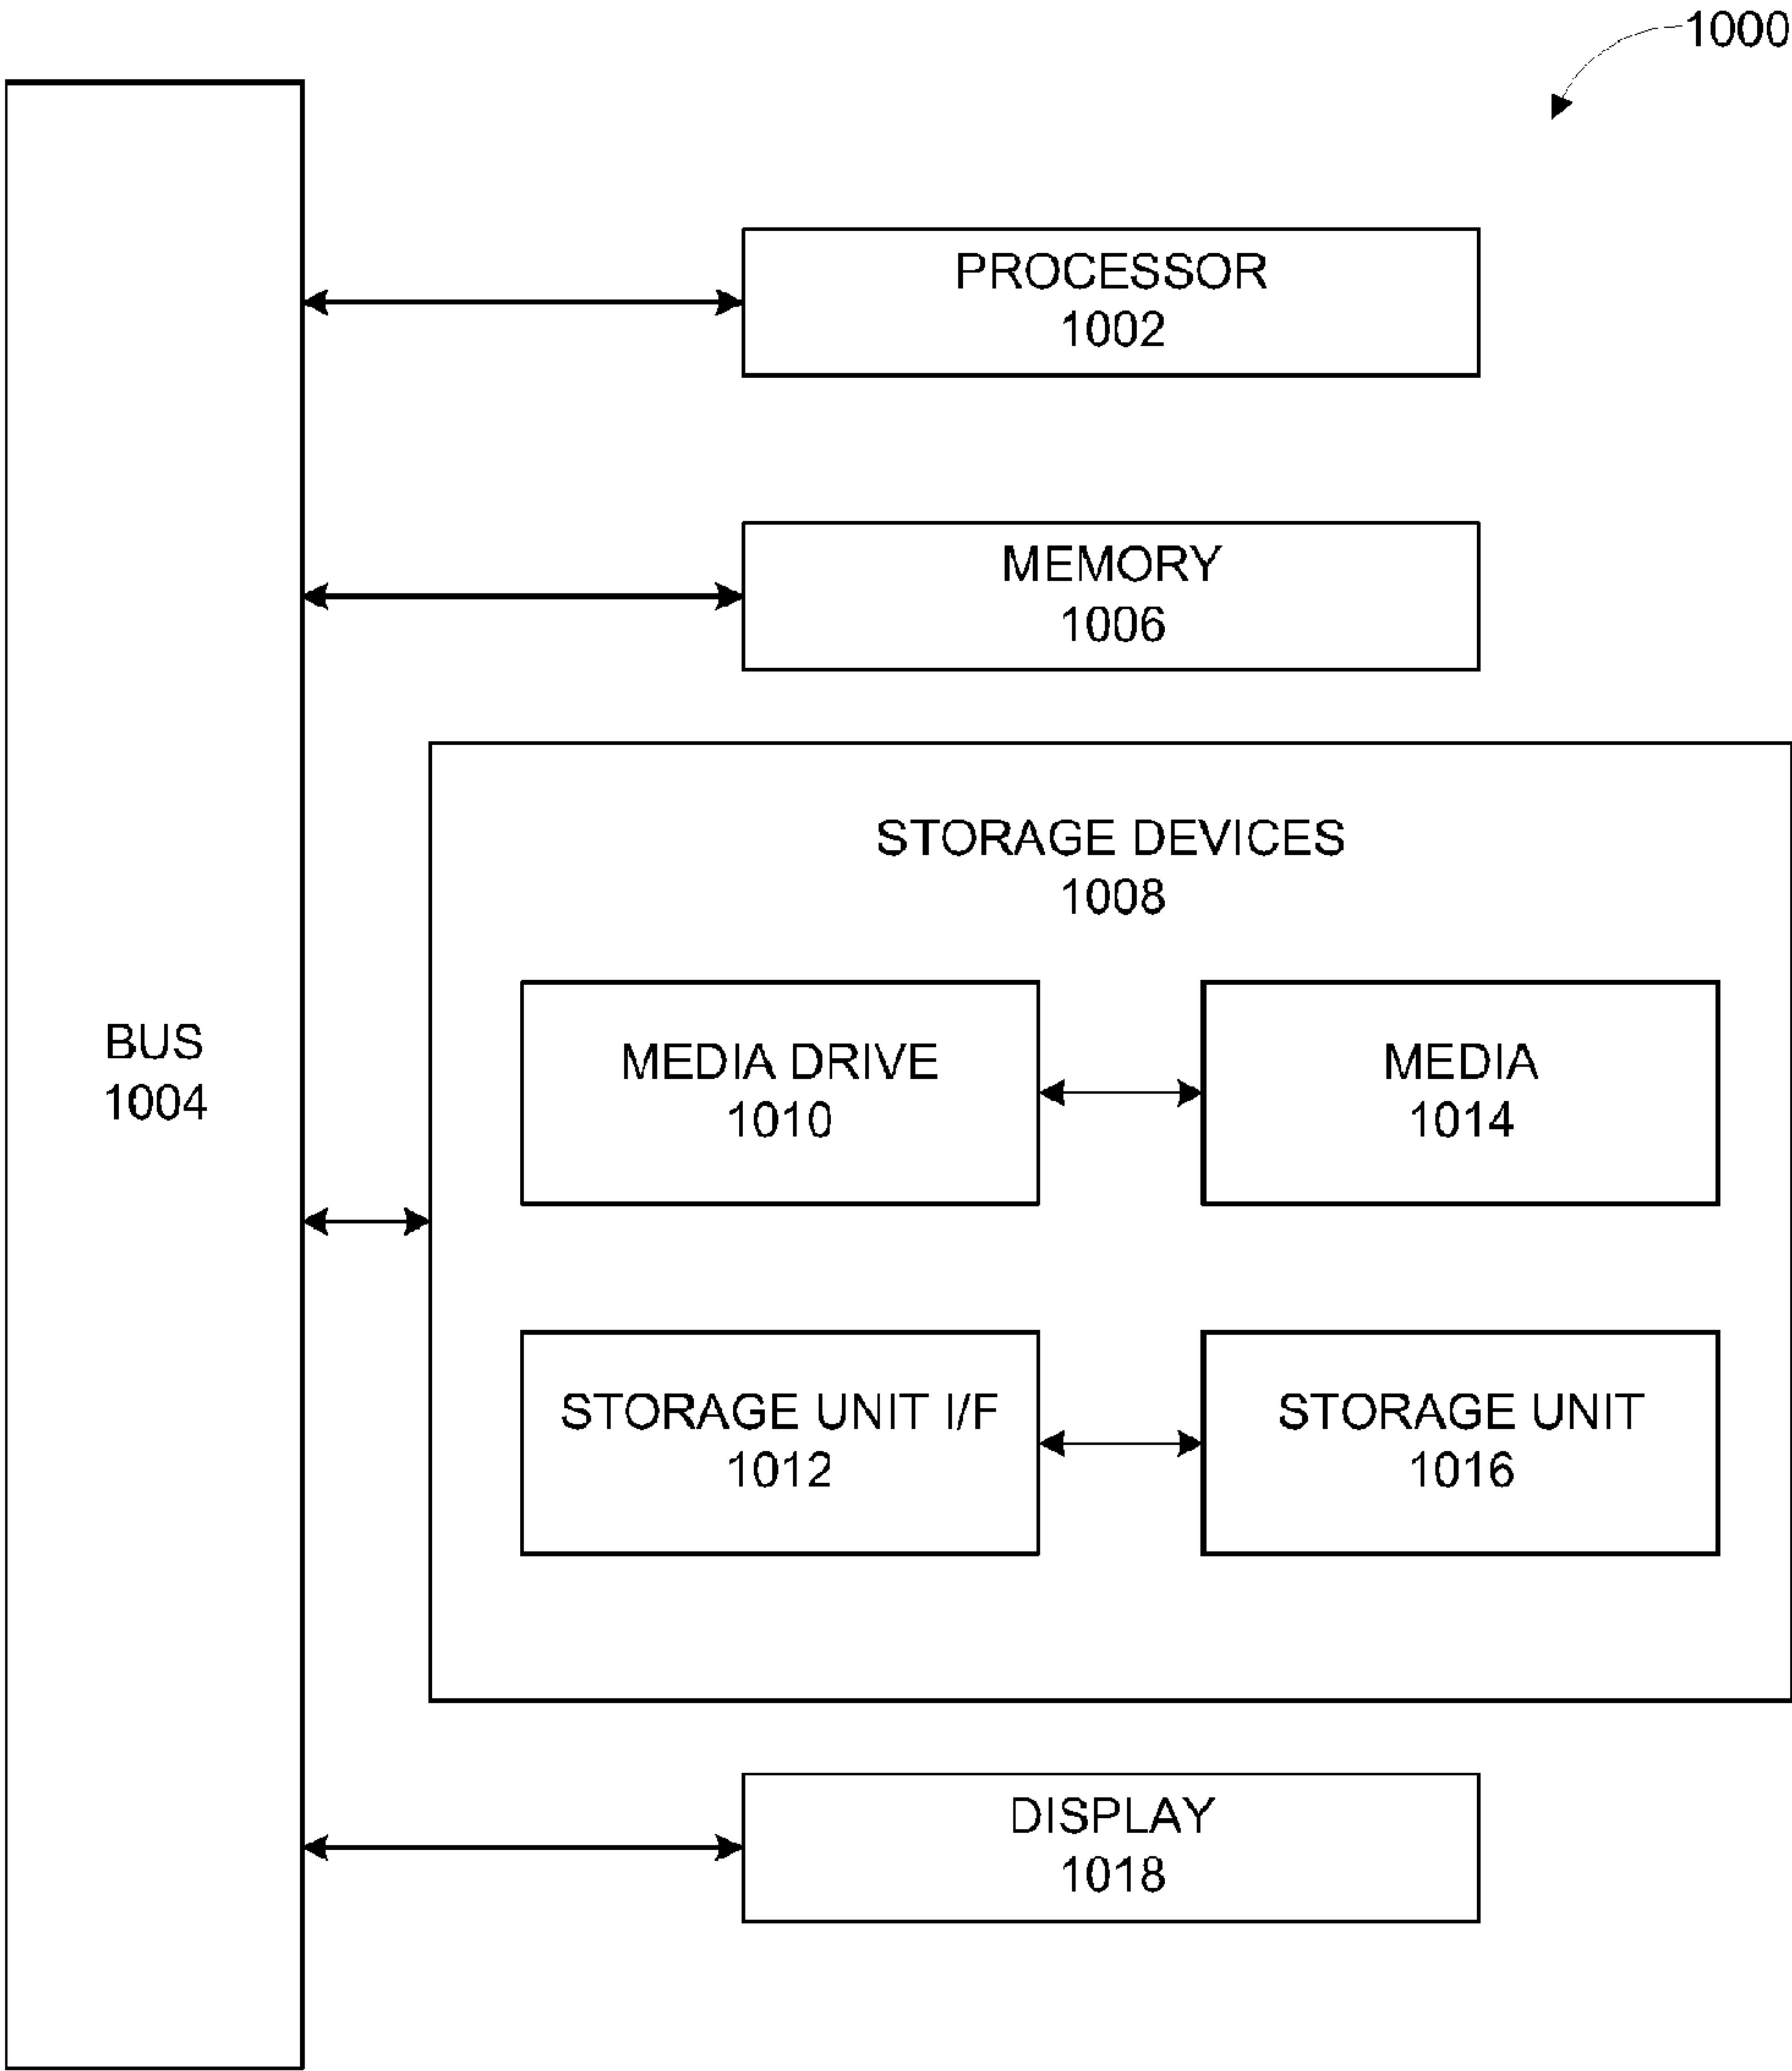 1000
PROCESSOR
1002
MEMORY
1006
STORAGE DEVICES
1008
BUS
1004
MEDIA DRIVE
1010
MEDIA
1014
STORAGE UNIT I/F
1012
STORAGE UNIT
1016
DISPLAY
1018